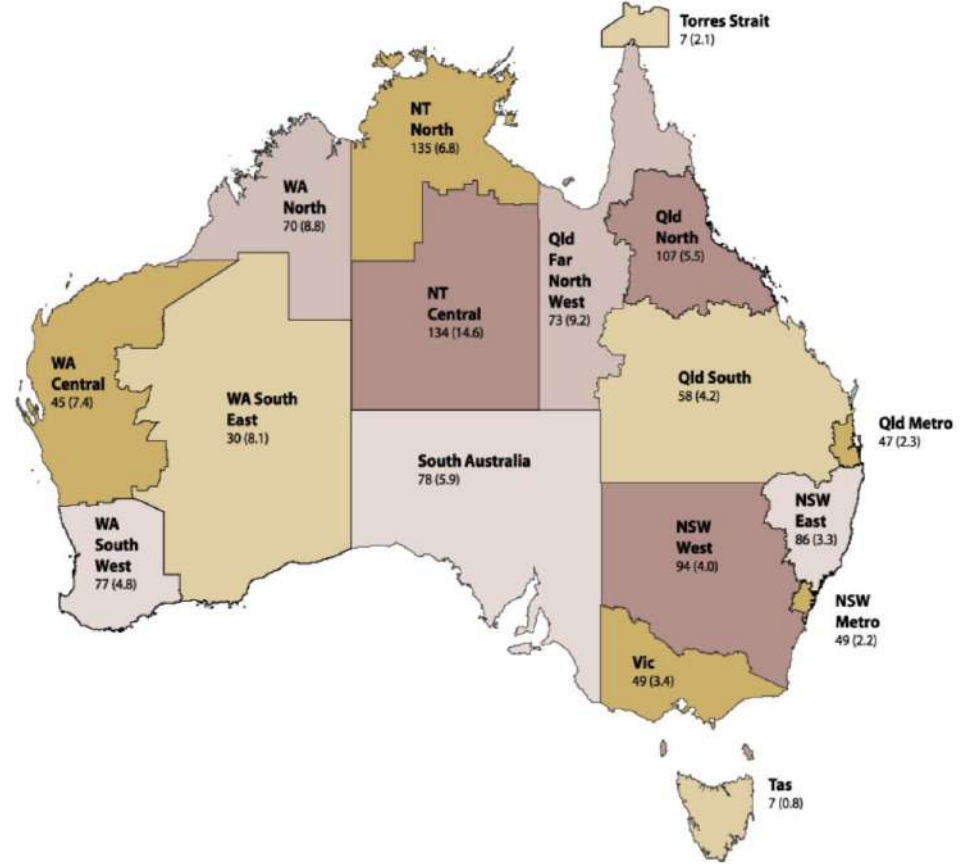 Torres Strait
7 (2.1)
NT
North
135 (6.8)
WA
North
70 (8.8)
Qld
North
107 (5.5)
Qld
Far
North
West
73 (9.2)
NT
Central
134 (14.6)
WA
Central
45 (7.4)
WA South
East
30 (8.1)
Qld South
58 (4.2)
Qld Metro
47 (2.3)
South Australia
78 (5.9)
NSW
East
86 (3.3)
WA
South
West
77 (4.8)
NSW
West
94 (4.0)
NSW
Metro
49 (2.2)
Vic
49 (3.4)
Tas
7 (0.8)